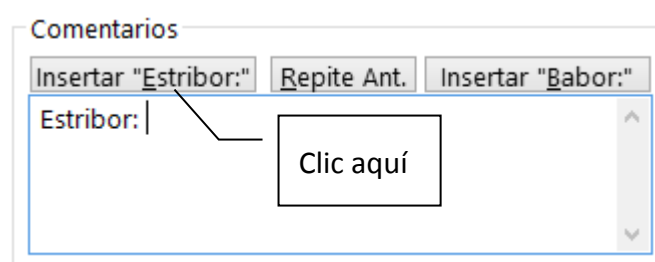 Comentarios
Insertar "Estribor:" Repite Ant. Insertar "Babor:"
Estribor:
Clic aquí